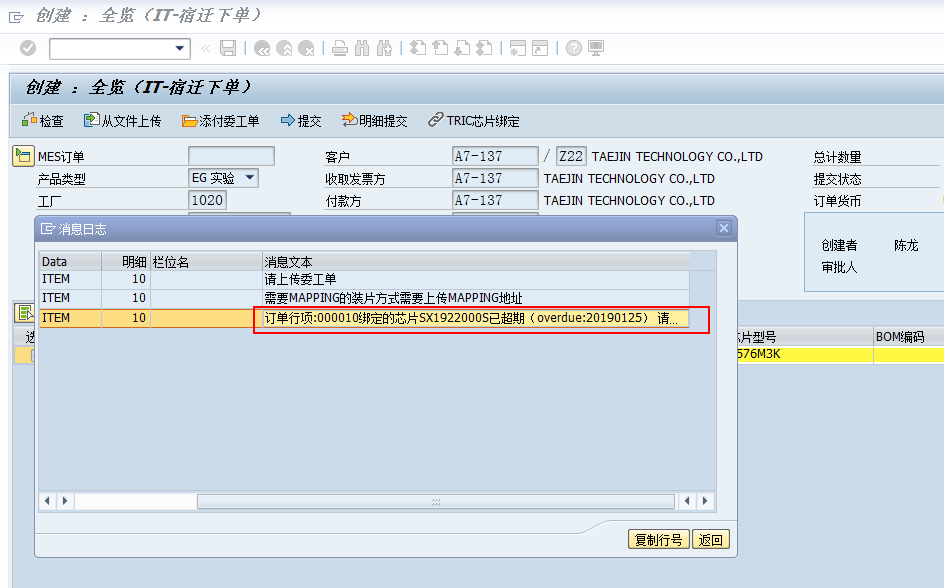 创建 : 全览（IT-宿迁下单）
创建 : 全览（IT-宿迁下单）
检查 从文件上传 添付委工单 提交 明细提交 TRIC芯片绑定
MES订单 客户 A7-137 / Z22 TAEJIN TECHNOLOGY CO.,LTD 总计数量
产品类型 EG 实验 收取发票方 A7-137 TAEJIN TECHNOLOGY CO.,LTD 提交状态
工厂 1020 付款方 A7-137 TAEJIN TECHNOLOGY CO.,LTD 订单货币
消息日志
创建者 陈龙
审批人
Data 明细 栏位名 消息文本
ITEM 10 请上传委工单
ITEM 10 需要MAPPING的装片方式需要上传MAPPING地址
ITEM 10 订单行项:000010绑定的芯片SX1922000S已超期（overdue:20190125） 请...
片型号 BOM编码
576M3K
复制行号 返回